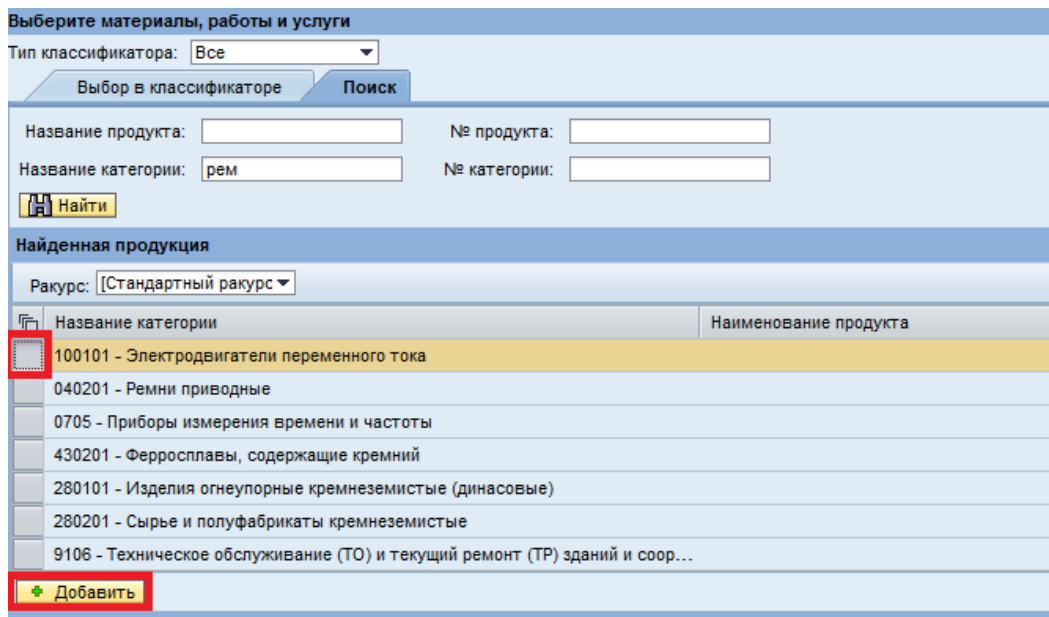 Выберите материалы, работы и услуги
Тип классификатора: Все
Выбор в классификаторе Поиск
Название продукта: № продукта:
Название категории: рем № категории:
Найти
Найденная продукция
Ракурс: [Стандартный ракурс
Название категории Наименование продукта
100101 - Электродвигатели переменного тока
040201 - Ремни приводные
0705 - Приборы измерения времени и частоты
430201 - Ферросплавы, содержащие кремний
280101 - Изделия огнеупорные кремнеземистые (динасовые)
280201 - Сырье и полуфабрикаты кремнеземистые
9106 - Техническое обслуживание (ТО) и текущий ремонт (ТР) зданий и соор...
Добавить